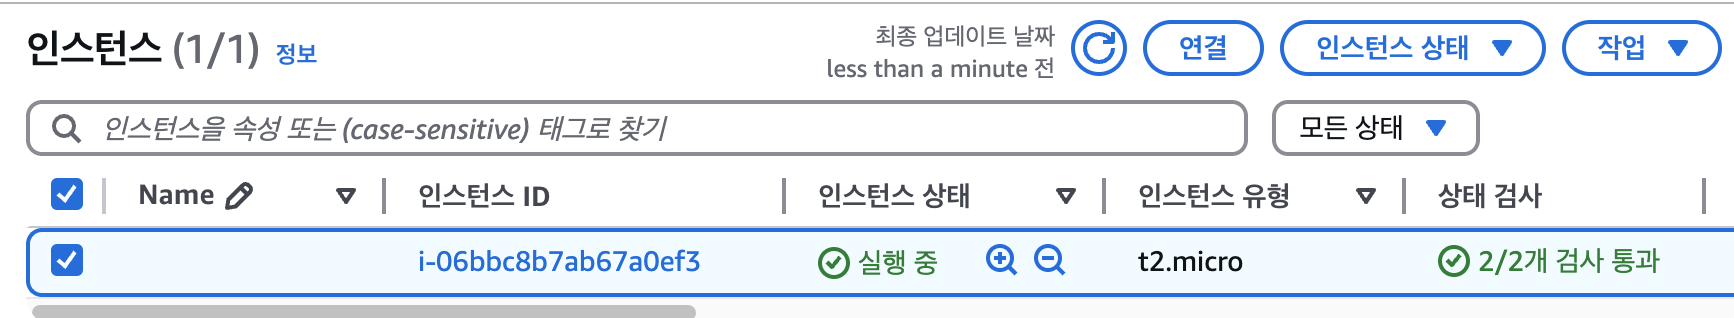 인스턴스 (1/1) 정보
최종 업데이트 날짜
less than a minute 전
연결
인스턴스 상태
작업
인스턴스을 속성 또는 (case-sensitive) 태그로 찾기
모든 상태
Name 인스턴스 ID 인스턴스 상태 인스턴스 유형 상태 검사
i-06bbc8b7ab67a0ef3 실행 중 t2.micro 2/2개 검사 통과